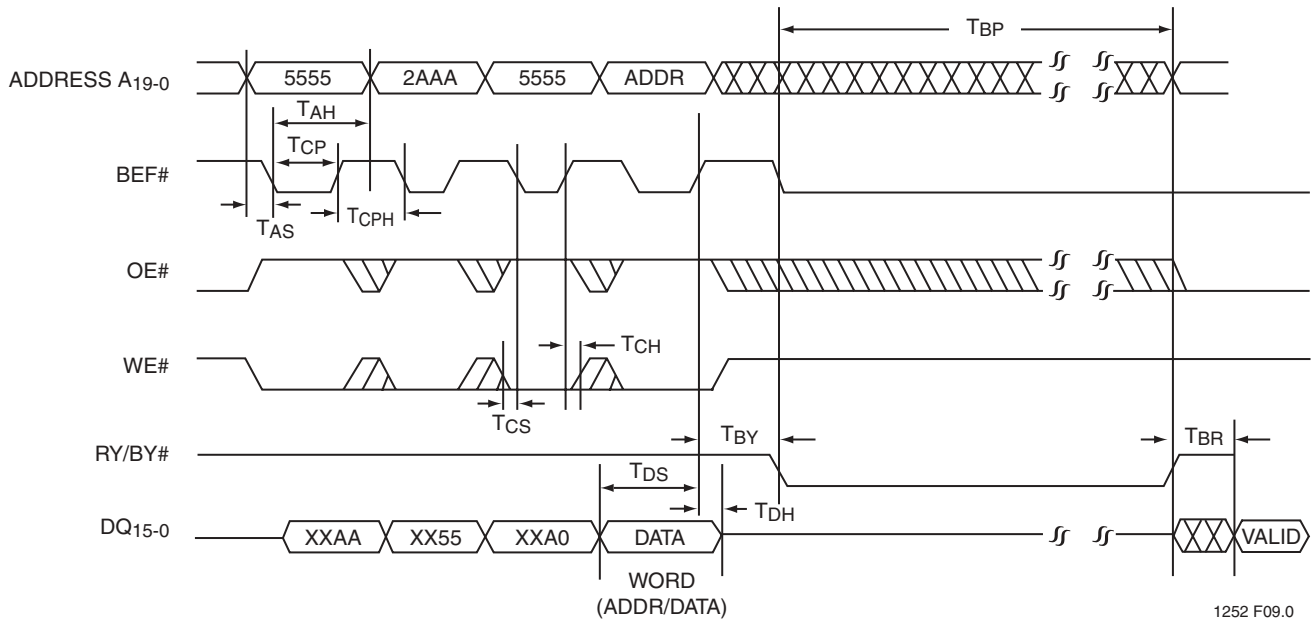 TBP
ADDRESS A19-0
5555
2AAA
5555
ADDR
TAH
TCP
BEF#
TAS
TCPH
OE#
WE#
TCH
TCS
RY/BY#
TBY
TBR
TDS
TDH
DQ15-0
XXAA
XX55
XXA0
DATA
VALID
WORD
(ADDR/DATA)
1252 F09.0